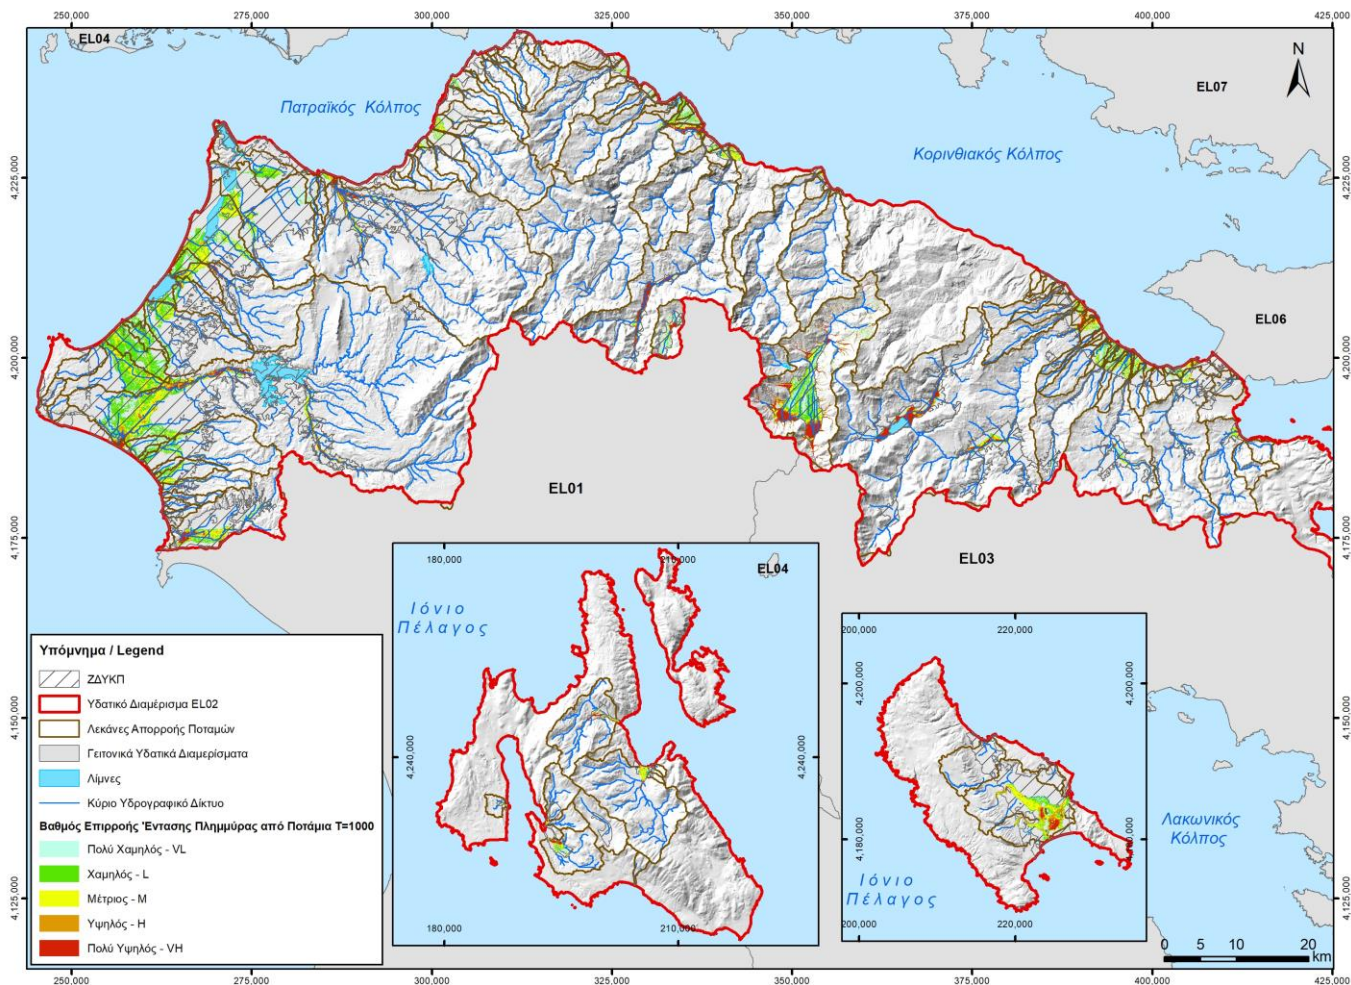 250,000 275,000 300,000 325,000 350,000 375,000 400,000 425,000
EL04
N
EL07
Πατραϊκός Κόλπος
Κορινθιακός Κόλπος
4,225,000 4,225,000
EL06
4,200,000 4,200,000
EL01
4,175,000 4,175,000
EL03
180,000
EL04
Ιόνιο
Πέλαγος
4,240,000 4,240,000
180,000 210,000
200,000 220,000
4,200,000 4,200,000
4,180,000
Ιόνιο
Πέλαγος
200,000 220,000
Λακωνικός
Κόλπος
4,150,000 4,150,000
4,125,000 4,125,000
Υπόμνημα / Legend
ΖΔΥΚΠ
Υδατικό Διαμέρισμα EL02
Λεκάνες Απορροής Ποταμών
Γειτονικά Υδατικά Διαμερίσματα
Λίμνες
Κύριο Υδρογραφικό Δίκτυο
Βαθμός Επιρροής Έντασης Πλημμύρας από Ποτάμια T=1000
Πολύ Χαμηλός - VL
Χαμηλός - L
Μέτριος - M
Υψηλός - H
Πολύ Υψηλός - VH
0 5 10 20
km
250,000 275,000 300,000 325,000 350,000 375,000 400,000 425,000